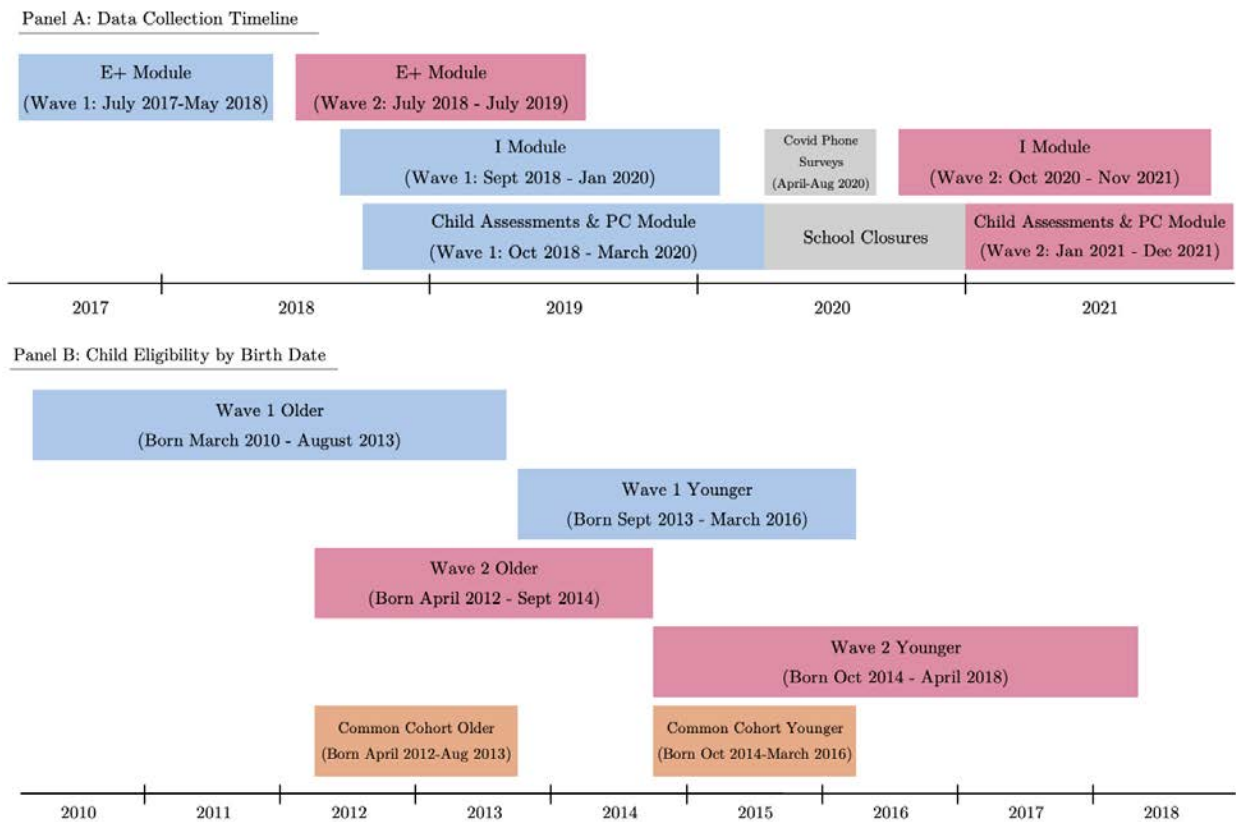 Panel A: Data Collection Timeline
E+ Module
(Wave 1: July 2017-May 2018)
E+ Module
(Wave 2: July 2018 - July 2019)
I Module
(Wave 1: Sept 2018 - Jan 2020)
Covid Phone
Surveys
(April-Aug 2020)
I Module
(Wave 2: Oct 2020 - Nov 2021)
Child Assessments & PC Module
(Wave 1: Oct 2018 - March 2020)
School Closures
Child Assessments & PC Module
(Wave 2: Jan 2021 - Dec 2021)
2017 2018 2019 2020 2021
Panel B: Child Eligibility by Birth Date
Wave 1 Older
(Born March 2010 - August 2013)
Wave 1 Younger
(Born Sept 2013 - March 2016)
Wave 2 Older
(Born April 2012 - Sept 2014)
Wave 2 Younger
(Born Oct 2014 - April 2018)
Common Cohort Older
(Born April 2012-Aug 2013)
Common Cohort Younger
(Born Oct 2014-March 2016)
2010 2011 2012 2013 2014 2015 2016 2017 2018